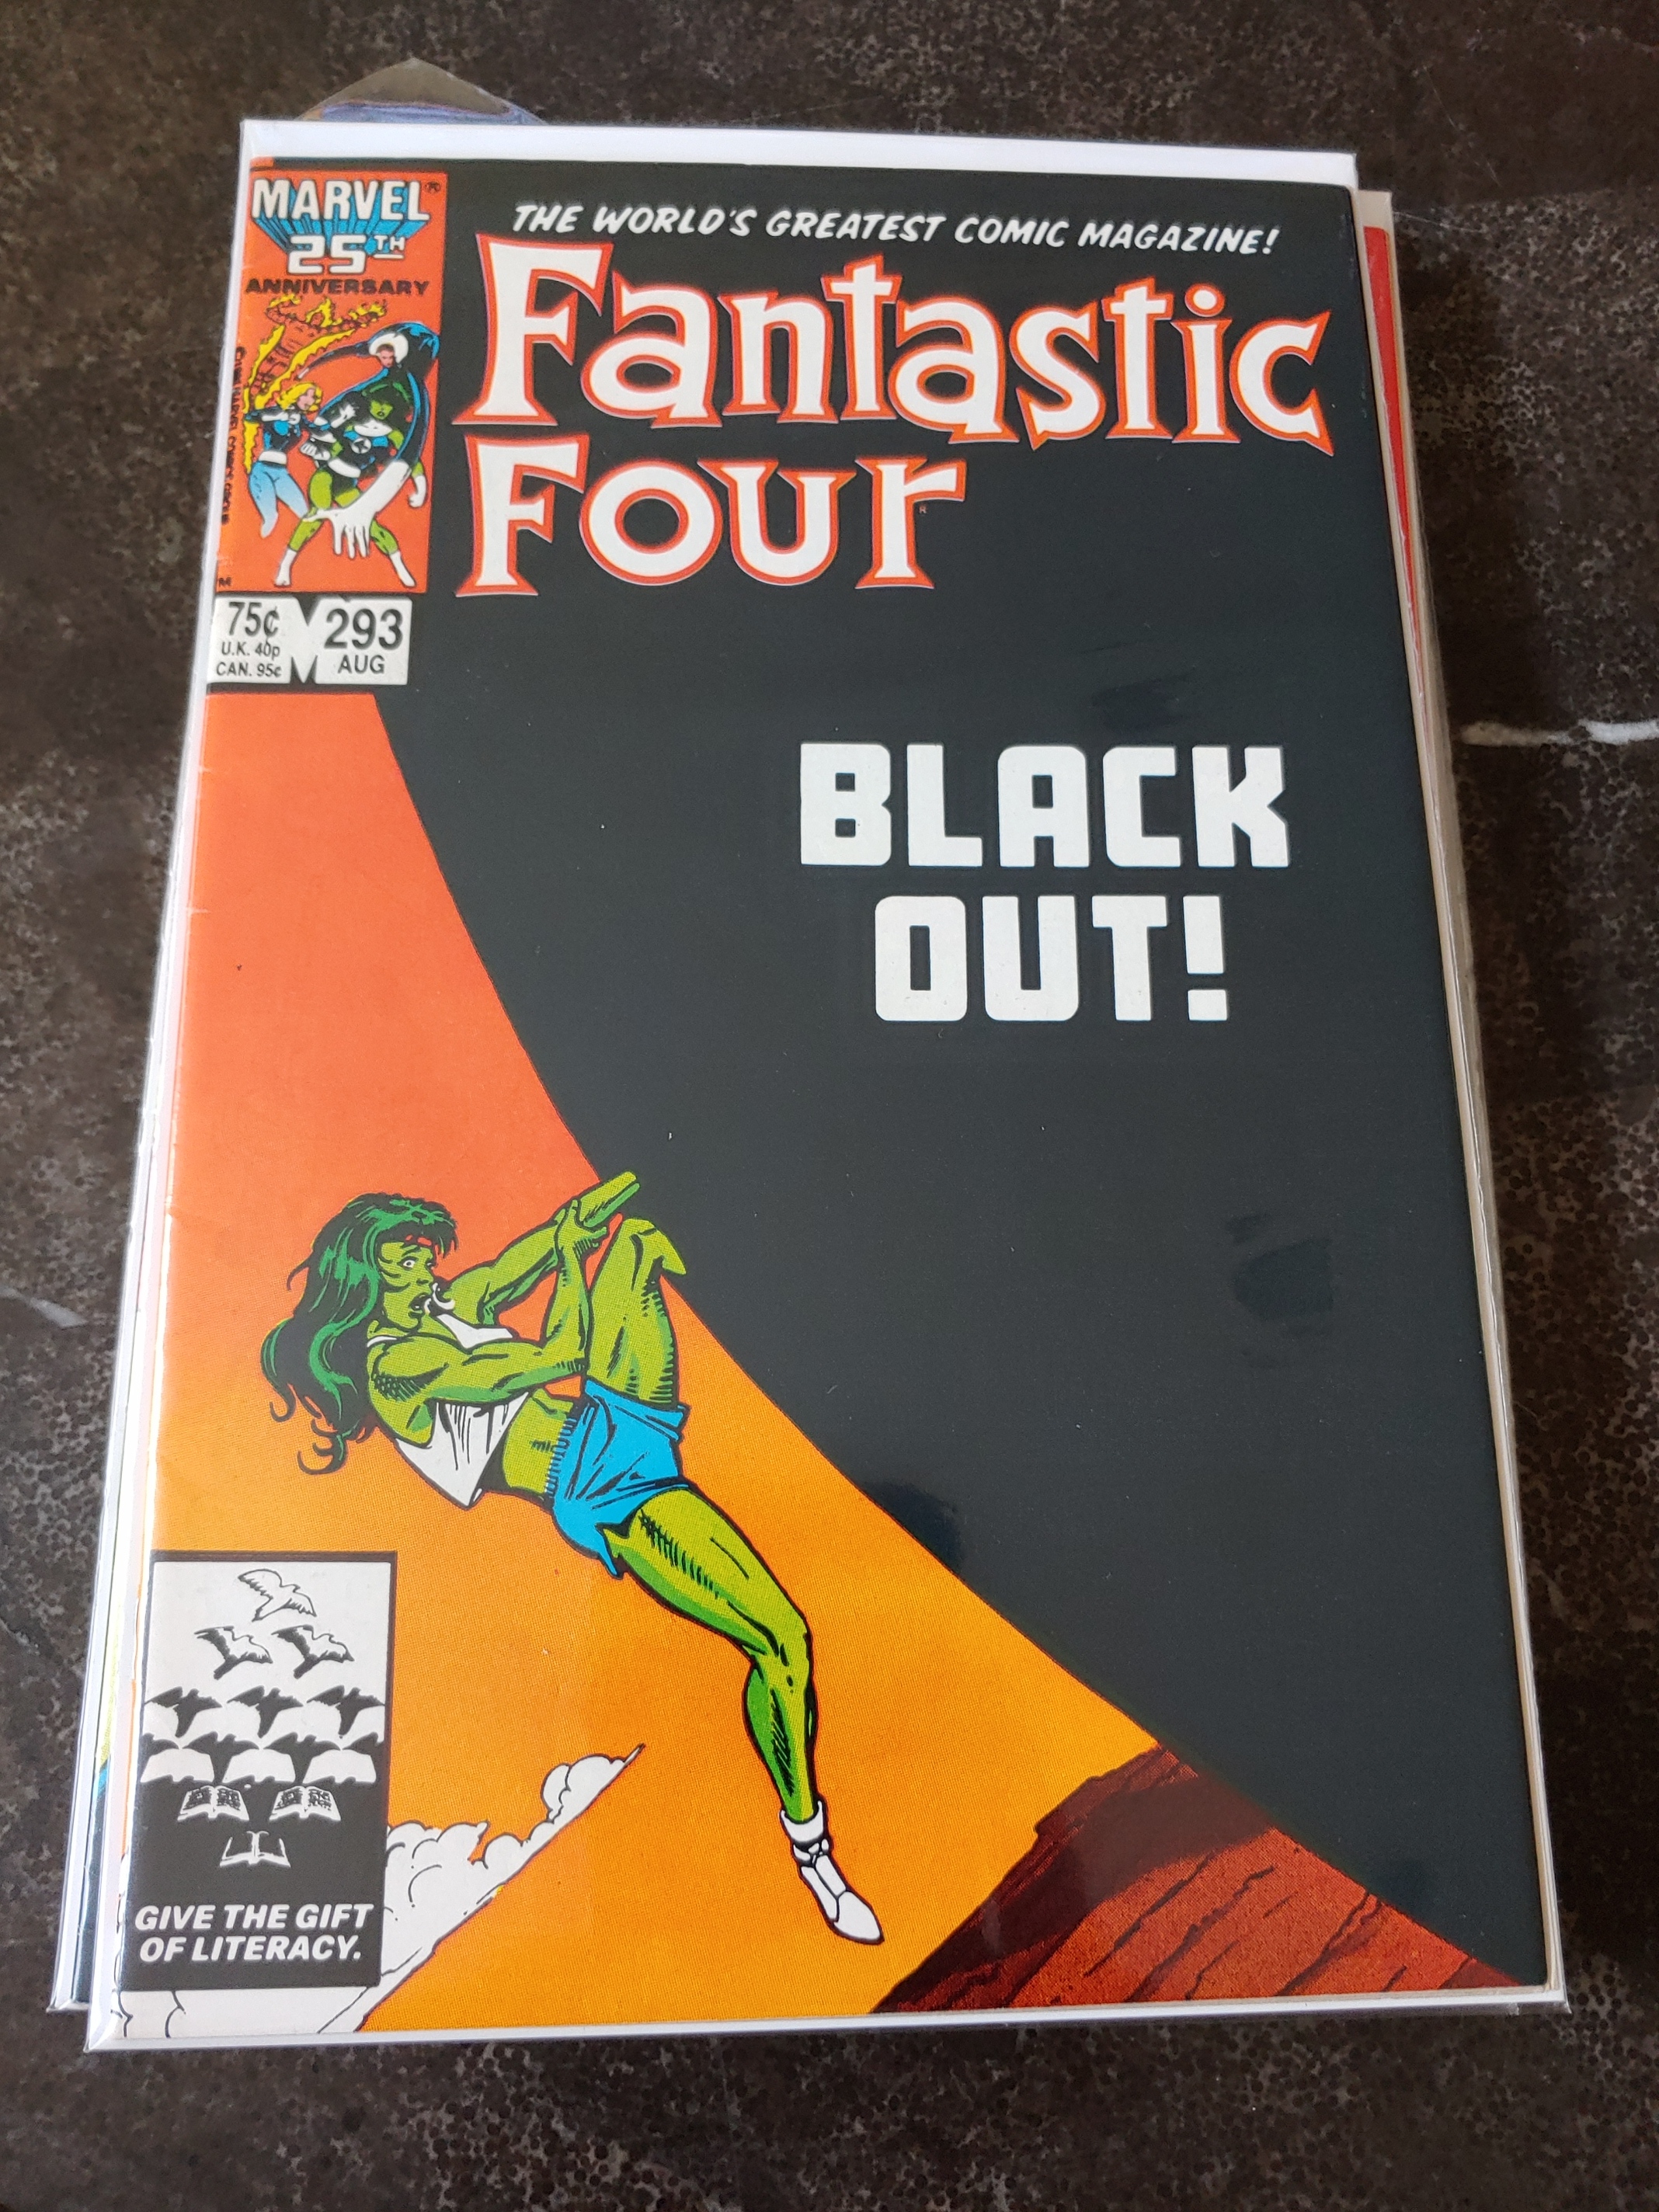 MARVEL®
25TH
ANNIVERSARY
THE WORLD'S GREATEST COMIC MAGAZINE!
Fantastic
Four
75¢
U.K. 40p
CAN. 95¢
293
AUG
BLACK
OUT!
GIVE THE GIFT
OF LITERACY.